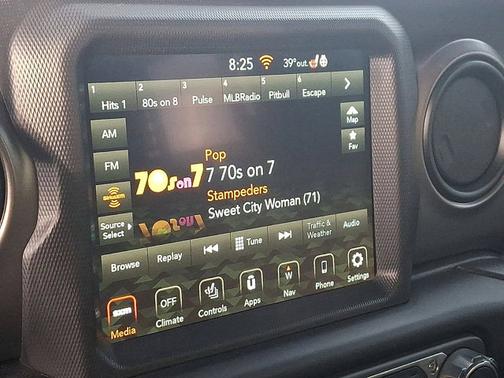 8:25 39° out.
1 2 3 4 5 6
Hits 1 80s on 8 Pulse MLBRadio Pitbull Escape
AM
FM
siriusxm
Source Select
Map
Fav
70s on 7
Pop
7 70s on 7
Stampeders
Sweet City Woman (71)
Browse Replay Tune Traffic & Weather Audio
sxm OFF U W
Media Climate Controls Apps Nav Phone Settings